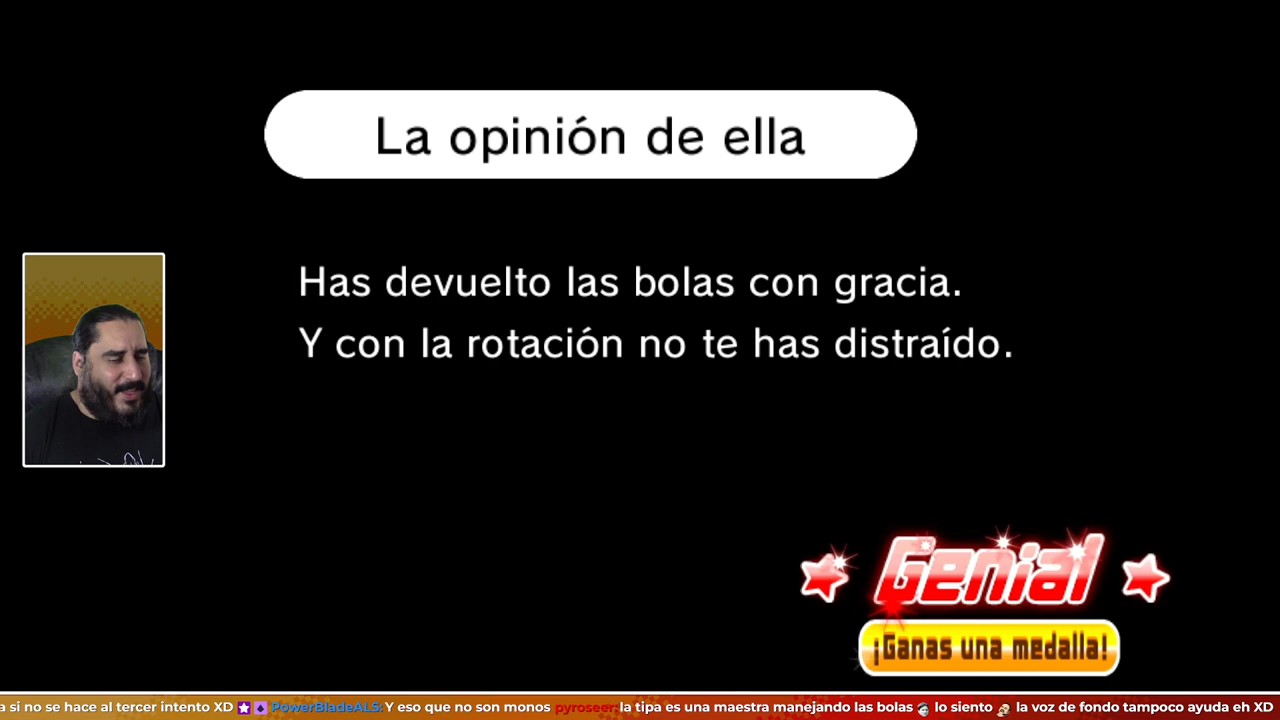 La opinión de ella
Has devuelto las bolas con gracia.
Y con la rotación no te has distraído.
Genial
¡Ganas una medalla!
a si no se hace al tercer intento XD PowerBladeALS: Y eso que no son monos pyroseer: la tipa es una maestra manejando las bolas lo siento la voz de fondo tampoco ayuda eh XD